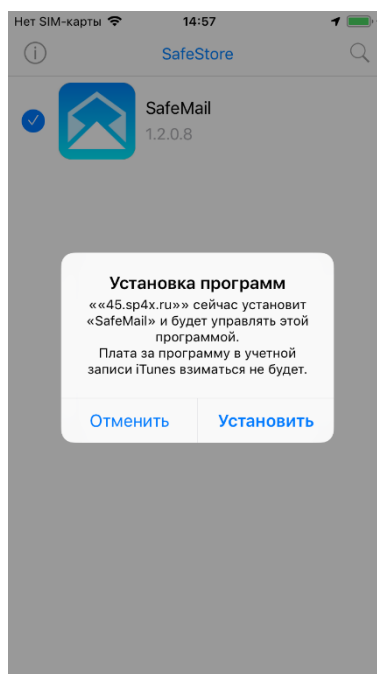 Нет SIM-карты 14:57
SafeStore
SafeMail
1.2.0.8
Установка программ
««45.sp4x.ru»» сейчас установит
«SafeMail» и будет управлять этой
программой.
Плата за программу в учетной
записи iTunes взиматься не будет.
Отменить Установить